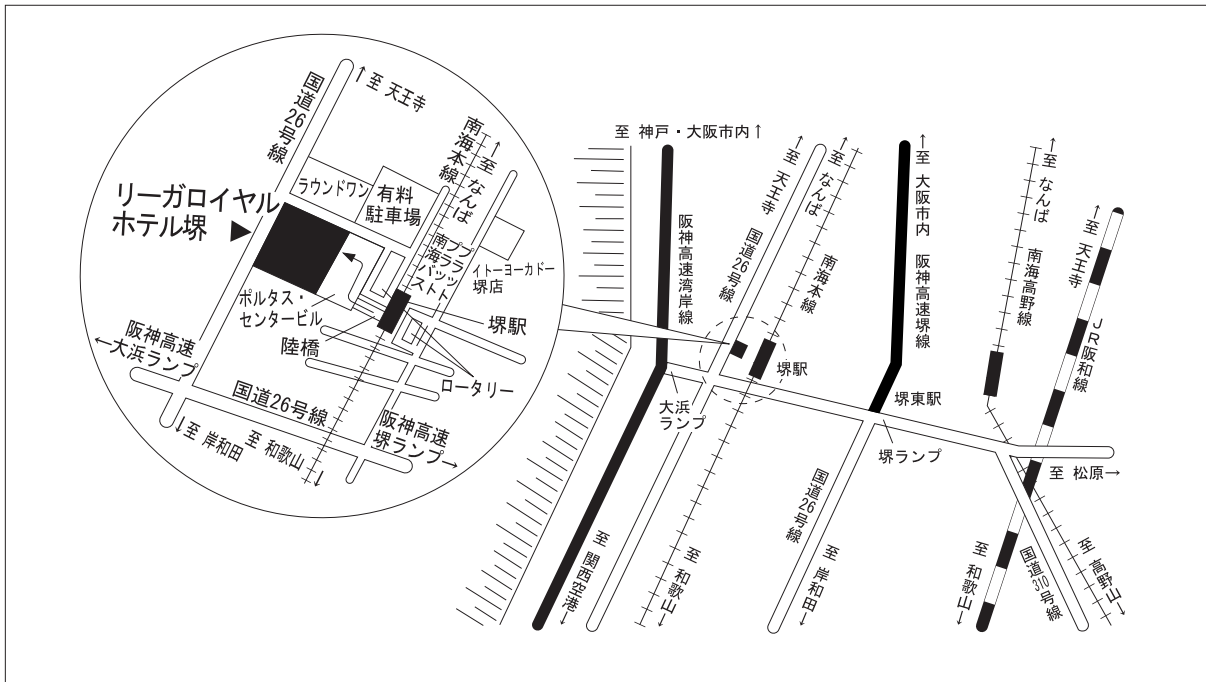 国道26号線
↑至 天王寺
南海本線
↑至 なんば
リーガロイヤル
ホテル堺
ラウンドワン
有料
駐車場
プラット
プラット
南海バス
イトーヨーカドー
堺店
ポルタス・
センタービル
堺駅
陸橋
ロータリー
阪神高速
←大浜ランプ
国道26号線
↓至 岸和田
至 和歌山↓
阪神高速
堺ランプ→
至 神戸・大阪市内↑
阪神高速湾岸線
↑至 天王寺
国道26号線
↑至 なんば
南海本線
↑至 大阪市内
阪神高速堺線
↑至 なんば
南海高野線
↑至 天王寺
JR阪和線
堺駅
大浜
ランプ
堺東駅
堺ランプ
至 松原→
国道26号線
至 関西空港↓
至 和歌山↓
至 岸和田↓
至 和歌山↓
国道310号線
至 高野山↓